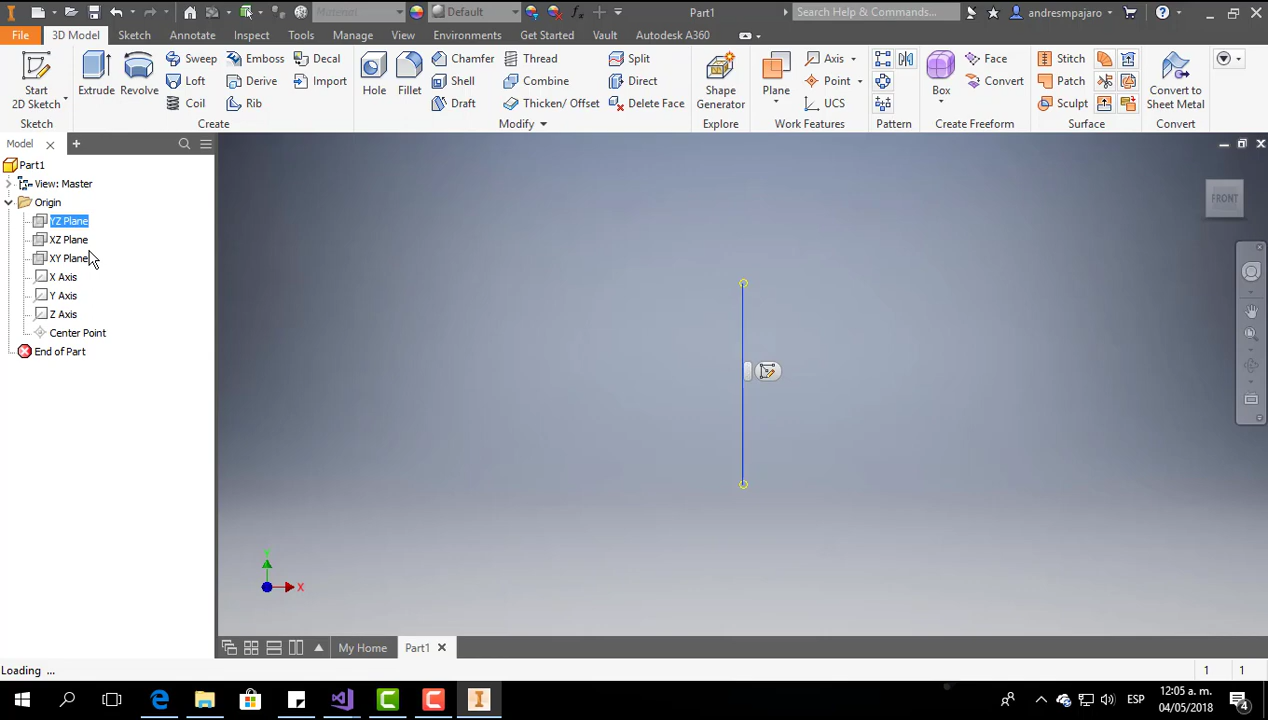 Material
Default
Part1
Search Help & Commands...
andresmpajaro
File
3D Model
Sketch
Annotate
Inspect
Tools
Manage
View
Environments
Get Started
Vault
Autodesk A360
Start
2D Sketch
Sketch
Extrude
Revolve
Sweep
Loft
Coil
Emboss
Derive
Rib
Decal
Import
Create
Hole
Fillet
Chamfer
Shell
Draft
Thread
Combine
Thicken/ Offset
Split
Direct
Delete Face
Modify
Shape
Generator
Explore
Plane
Axis
Point
UCS
Work Features
Pattern
Box
Face
Convert
Create Freeform
Stitch
Patch
Sculpt
Surface
Convert to
Sheet Metal
Convert
Model
Part1
View: Master
Origin
YZ Plane
XZ Plane
XY Plane
X Axis
Y Axis
Z Axis
Center Point
End of Part
FRONT
Y
X
My Home
Part1
Loading ...
1
1
ESP
12:05 a. m.
04/05/2018
4